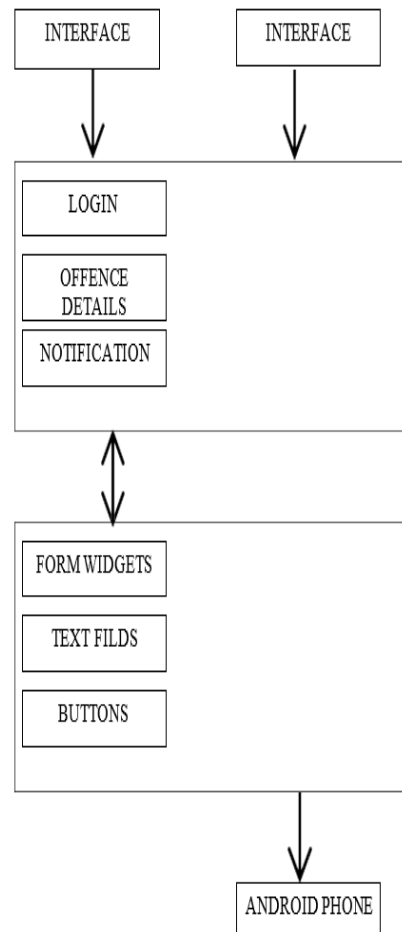 INTERFACE
INTERFACE
LOGIN
OFFENCE
DETAILS
NOTIFICATION
FORM WIDGETS
TEXT FILDS
BUTTONS
ANDROID PHONE